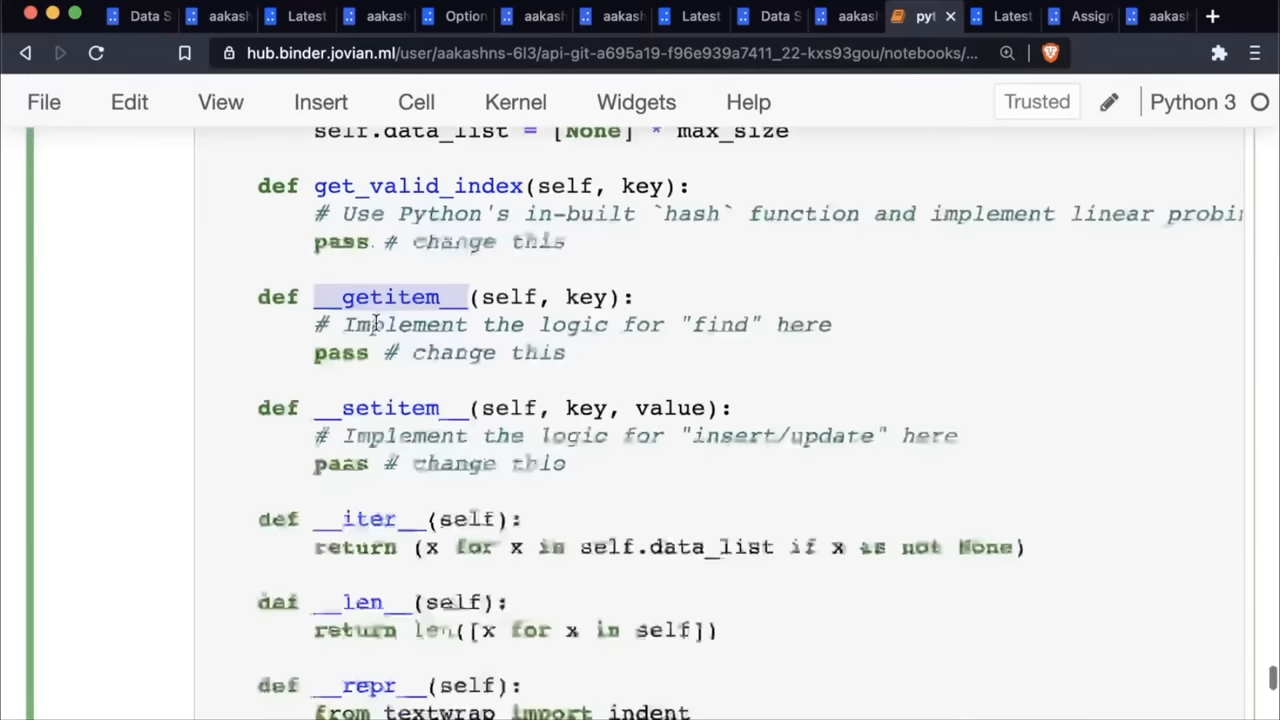 Data S
aakash
Latest
aakash
Option
aakash
aakash
Latest
Data S
aakash
pyt
Latest
Assign
aakash
hub.binder.jovian.ml/user/aakashns-6l3/api-git-a695a19-f96e939a7411_22-kxs93gou/notebooks/...
File Edit View Insert Cell Kernel Widgets Help Trusted Python 3
self.data_list = [None] * max_size
def get_valid_index(self, key):
# Use Python's in-built `hash` function and implement linear probi
pass # change this
def __getitem__(self, key):
# Implement the logic for "find" here
pass # change this
def __setitem__(self, key, value):
# Implement the logic for "insert/update" here
pass # change this
def __iter__(self):
return (x for x in self.data_list if x is not None)
def __len__(self):
return len([x for x in self])
def __repr__(self):
from textwrap import indent